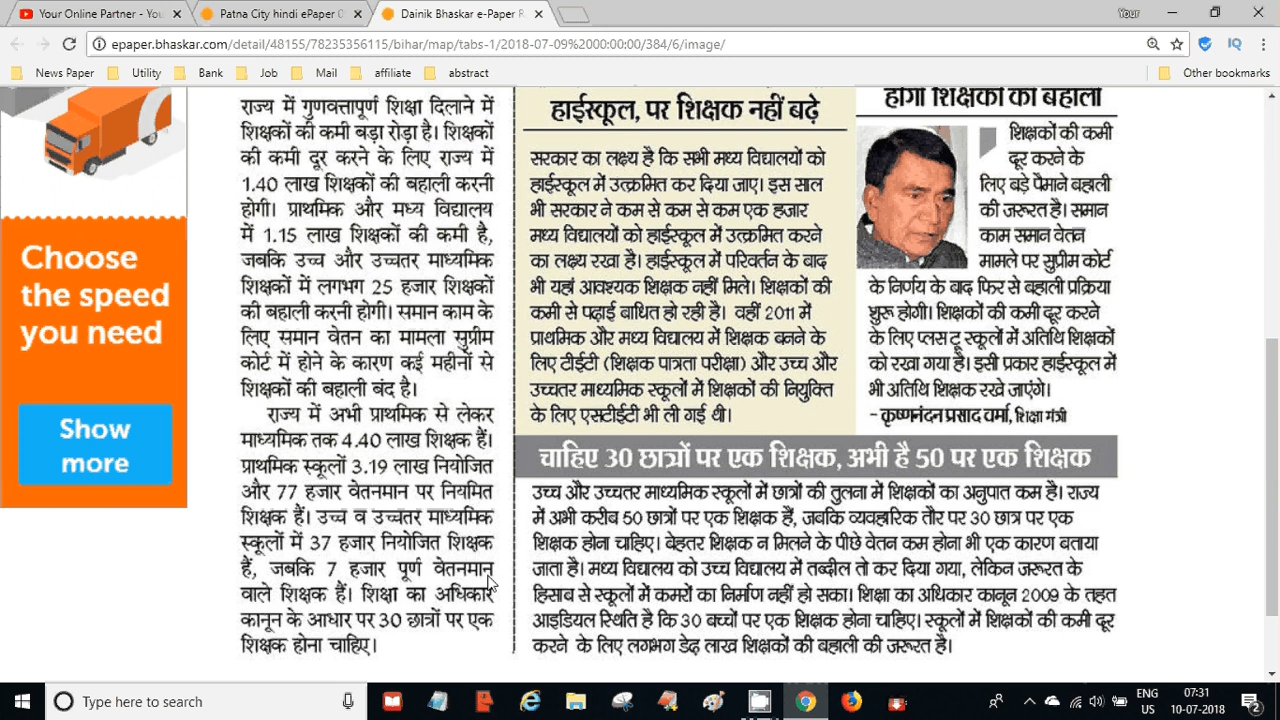 Your Online Partner - You
Patna City hindi ePaper 0
Dainik Bhaskar e-Paper R
Your
epaper.bhaskar.com/detail/48155/78235356115/bihar/map/tabs-1/2018-07-09%2000:00:00/384/6/image/
IQ
News Paper
Utility
Bank
Job
Mail
affiliate
abstract
Other bookmarks
Choose
the speed
you need
Show
more
राज्य में गुणवत्तापूर्ण शिक्षा दिलाने में
शिक्षकों की कमी बड़ा रोड़ा है। शिक्षकों
की कमी दूर करने के लिए राज्य में
1.40 लाख शिक्षकों की बहाली करनी
होगी। प्राथमिक और मध्य विद्यालय
में 1.15 लाख शिक्षकों की कमी है,
जबकि उच्च और उच्चतर माध्यमिक
शिक्षकों में लगभग 25 हजार शिक्षकों
की बहाली करनी होगी। समान काम के
लिए समान वेतन का मामला सुप्रीम
कोर्ट में होने के कारण कई महीनों से
शिक्षकों की बहाली बंद है।
राज्य में अभी प्राथमिक से लेकर
माध्यमिक तक 4.40 लाख शिक्षक हैं।
प्राथमिक स्कूलों 3.19 लाख नियोजित
और 77 हजार वेतनमान पर नियमित
शिक्षक हैं। उच्च व उच्चतर माध्यमिक
स्कूलों में 37 हजार नियोजित शिक्षक
हैं, जबकि 7 हजार पूर्ण वेतनमान
वाले शिक्षक हैं। शिक्षा का अधिकार
कानून के आधार पर 30 छात्रों पर एक
शिक्षक होना चाहिए।
हाईस्कूल, पर शिक्षक नहीं बढ़े
सरकार का लक्ष्य है कि सभी मध्य विद्यालयों को
हाईस्कूल में उत्क्रमित कर दिया जाए। इस साल
भी सरकार ने कम से कम से कम एक हजार
मध्य विद्यालयों को हाईस्कूल में उत्क्रमित करने
का लक्ष्य रखा है। हाईस्कूल में परिवर्तन के बाद
भी यहां आवश्यक शिक्षक नहीं मिले। शिक्षकों की
कमी से पढ़ाई बाधित हो रही है। वहीं 2011 में
प्राथमिक और मध्य विद्यालय में शिक्षक बनने के
लिए टीईटी (शिक्षक पात्रता परीक्षा) और उच्च और
उच्चतर माध्यमिक स्कूलों में शिक्षकों की नियुक्ति
के लिए एसटीईटी भी ली गई थी।
होगी शिक्षकों की बहाली
शिक्षकों की कमी
दूर करने के
लिए बड़े पैमाने बहाली
की जरूरत है। समान
काम समान वेतन
मामले पर सुप्रीम कोर्ट
के निर्णय के बाद फिर से बहाली प्रक्रिया
शुरू होगी। शिक्षकों की कमी दूर करने
के लिए प्लस टू स्कूलों में अतिथि शिक्षकों
को रखा गया है। इसी प्रकार हाईस्कूल में
भी अतिथि शिक्षक रखे जाएंगे।
- कृष्णनंदन प्रसाद वर्मा, शिक्षा मंत्री
चाहिए 30 छात्रों पर एक शिक्षक, अभी है 50 पर एक शिक्षक
उच्च और उच्चतर माध्यमिक स्कूलों में छात्रों की तुलना में शिक्षकों का अनुपात कम है। राज्य
में अभी करीब 50 छात्रों पर एक शिक्षक हैं, जबकि व्यवहारिक तौर पर 30 छात्र पर एक
शिक्षक होना चाहिए। बेहतर शिक्षक न मिलने के पीछे वेतन कम होना भी एक कारण बताया
जाता है। मध्य विद्यालय को उच्च विद्यालय में तब्दील तो कर दिया गया, लेकिन जरूरत के
हिसाब से स्कूलों में कमरों का निर्माण नहीं हो सका। शिक्षा का अधिकार कानून 2009 के तहत
आइडियल स्थिति है कि 30 बच्चों पर एक शिक्षक होना चाहिए। स्कूलों में शिक्षकों की कमी दूर
करने के लिए लगभग डेढ़ लाख शिक्षकों की बहाली की जरूरत है।
Type here to search
ENG
US
07:31
10-07-2018
2